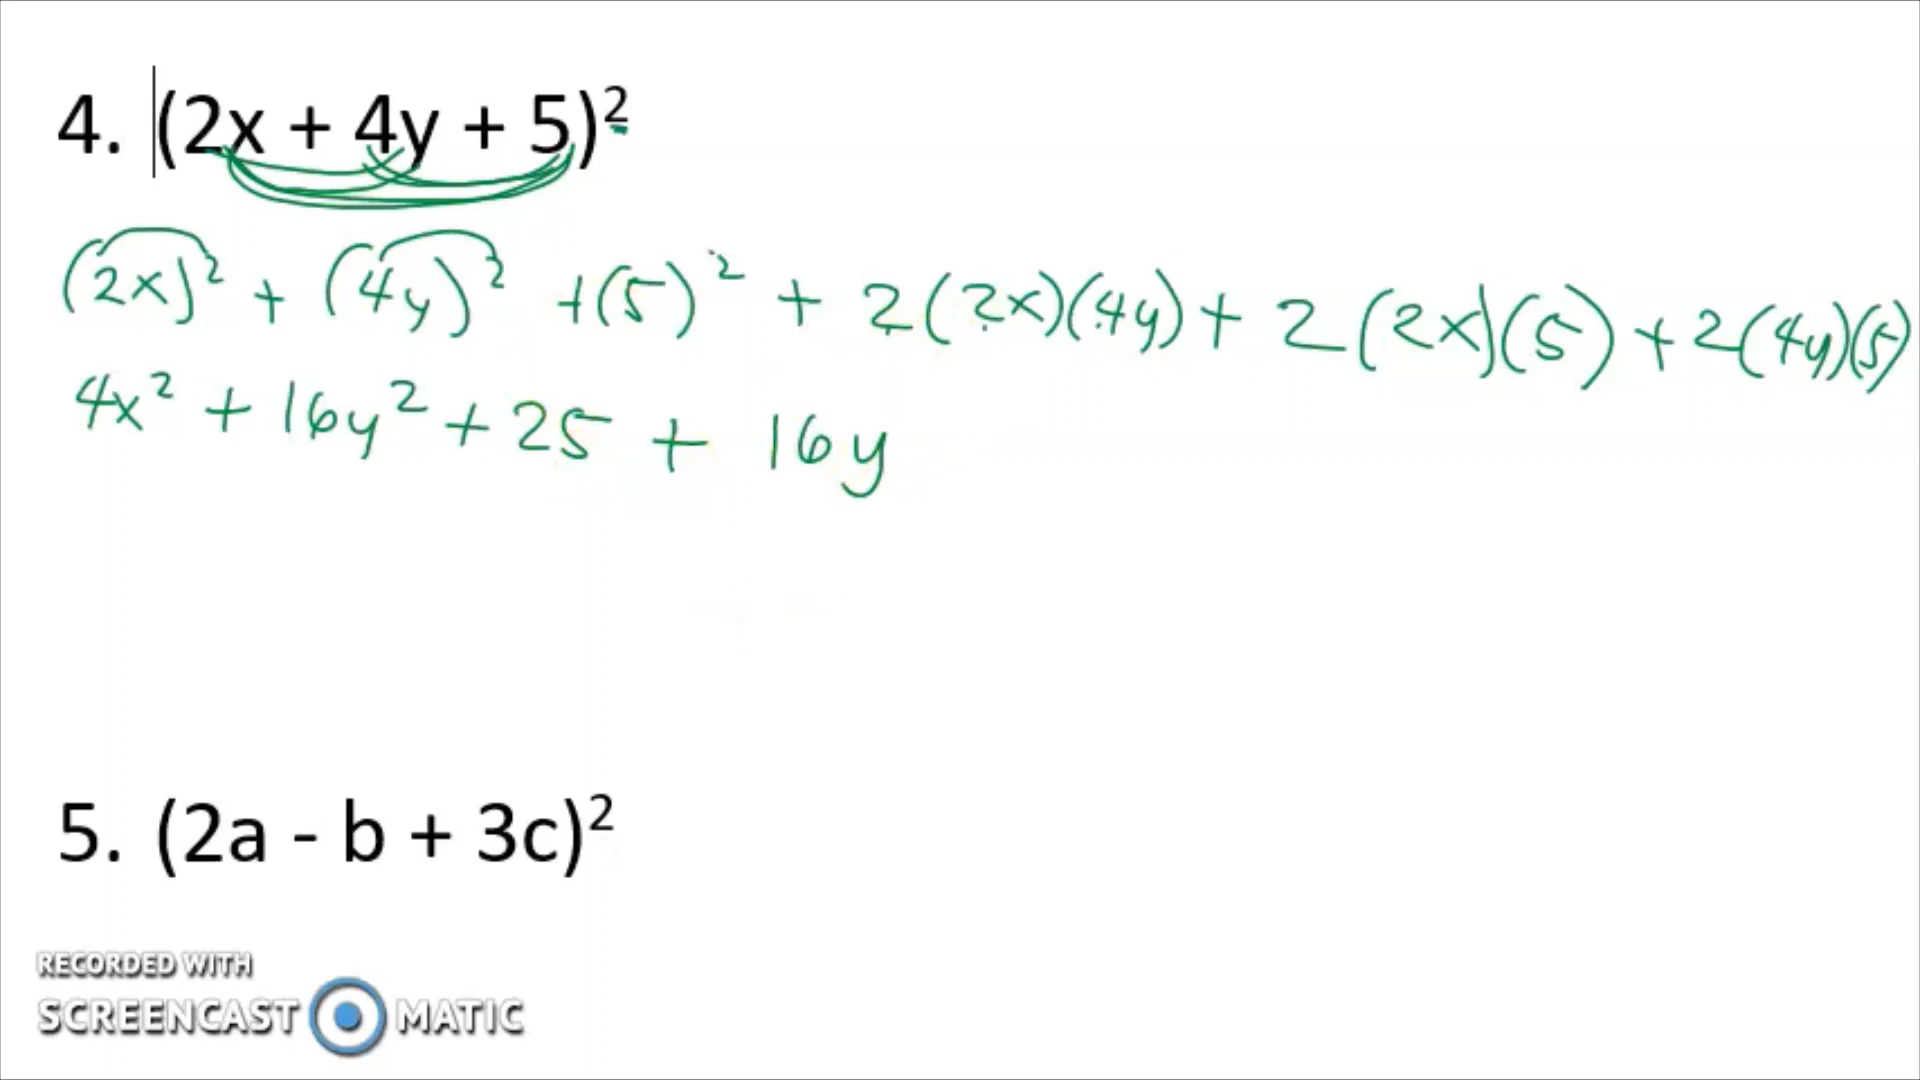 4. (2x + 4y + 5)²
(2x)² + (4y)² + (5)² + 2(2x)(4y) + 2(2x)(5) + 2(4y)(5)
4x² + 16y² + 25 + 16y
5. (2a - b + 3c)²
RECORDED WITH
SCREENCAST MATIC